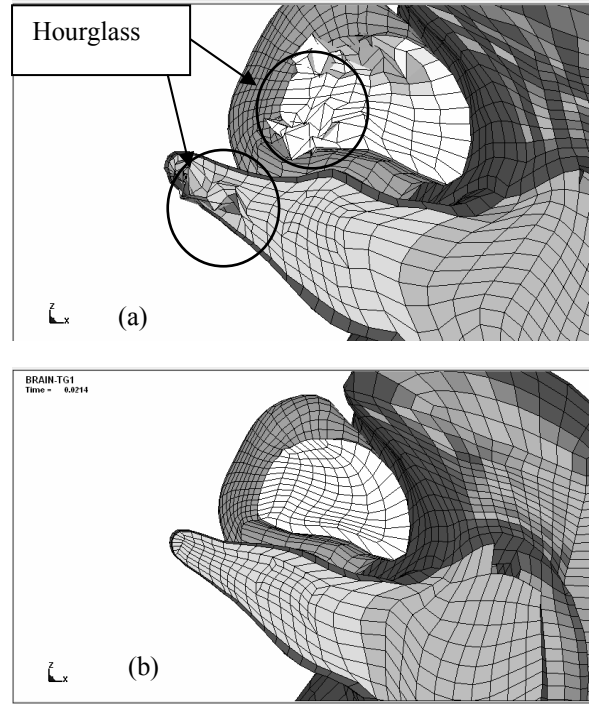 Hourglass
z
x
(a)
BRAIN-TG1
Time = 0.0214
z
x
(b)